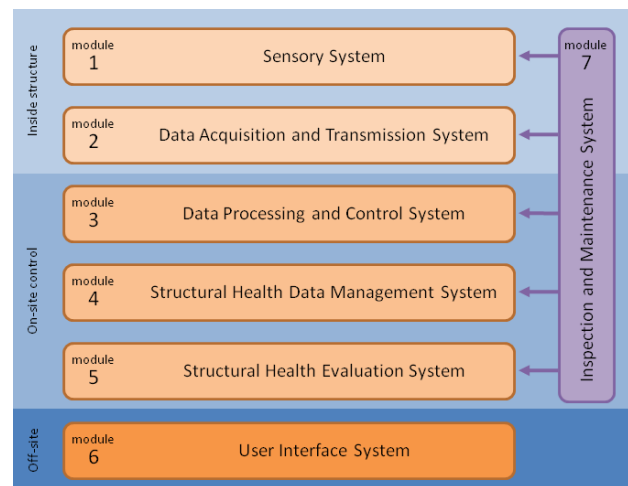 Inside structure
module
1
Sensory System
module
2
Data Acquisition and Transmission System
On-site control
module
3
Data Processing and Control System
module
4
Structural Health Data Management System
module
5
Structural Health Evaluation System
Off-site
module
6
User Interface System
module
7
Inspection and Maintenance System